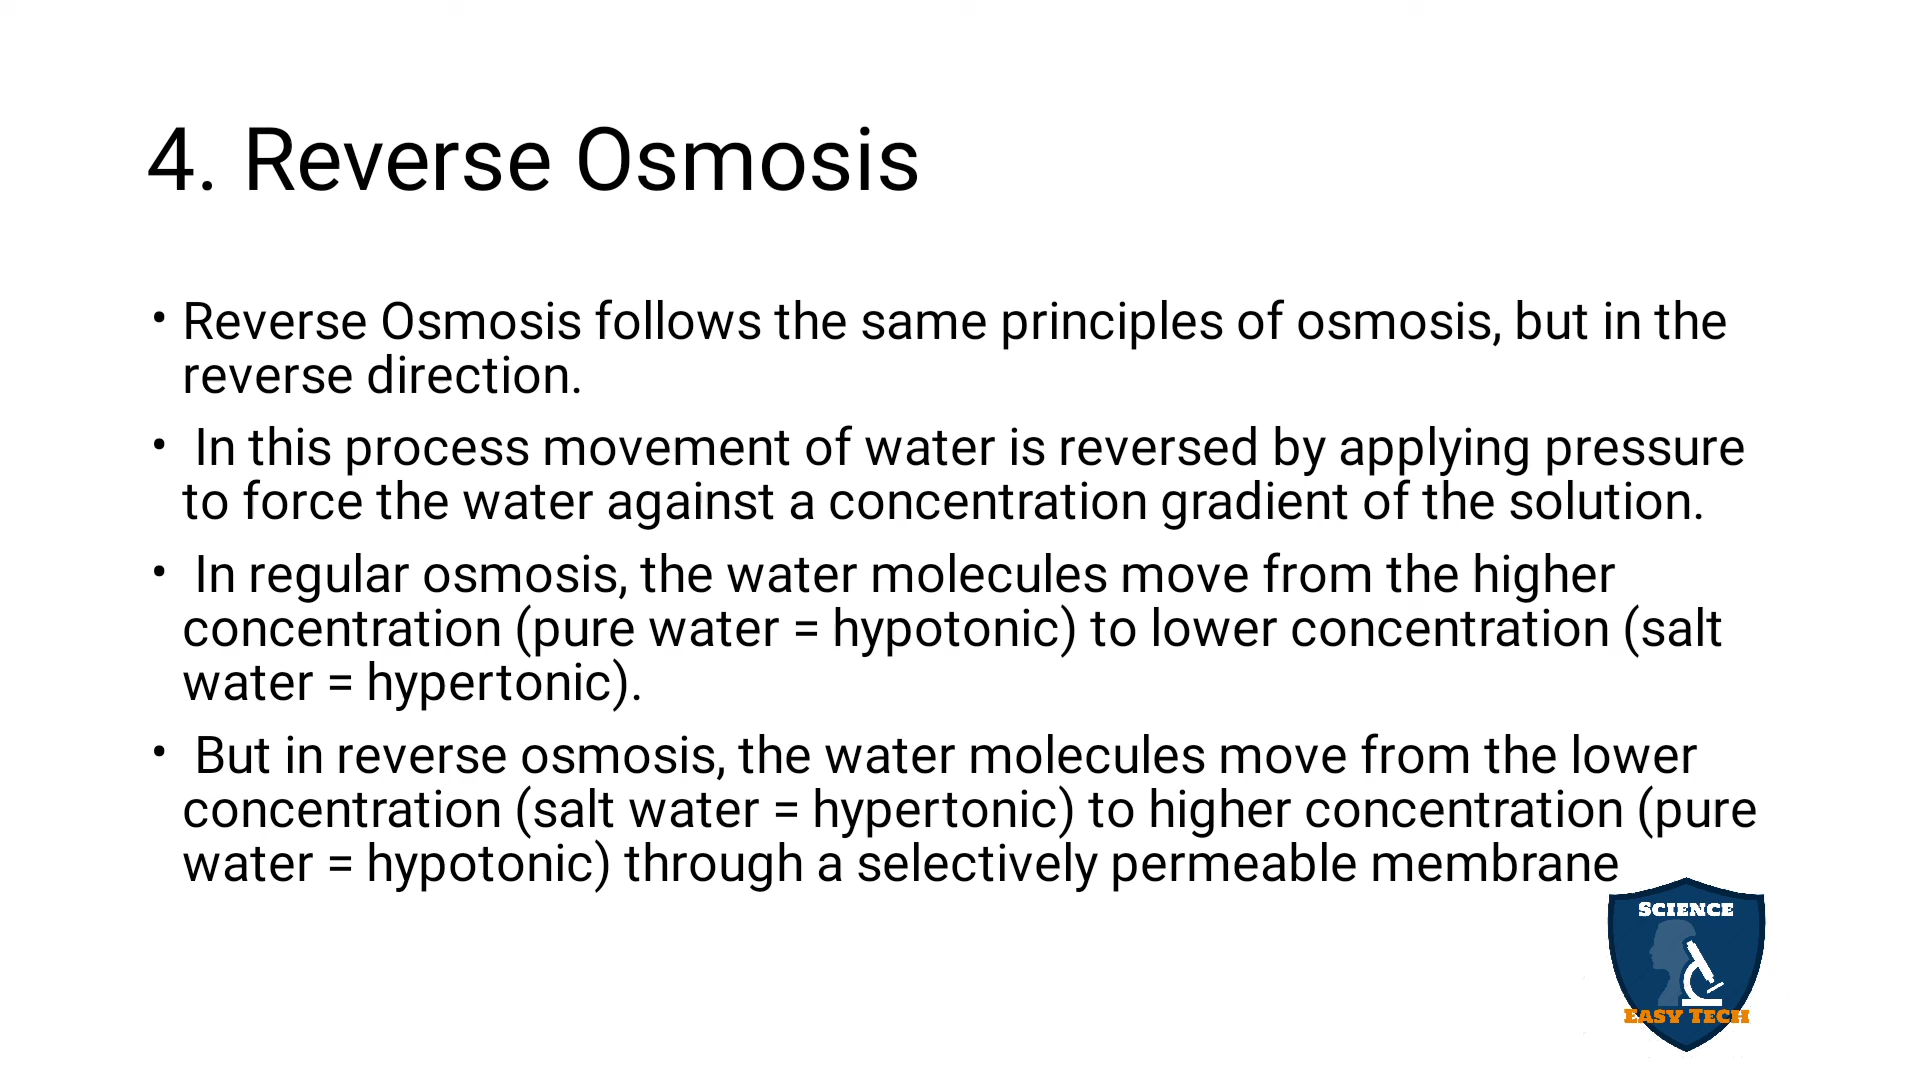 4. Reverse Osmosis
• Reverse Osmosis follows the same principles of osmosis, but in the
reverse direction.
• In this process movement of water is reversed by applying pressure
to force the water against a concentration gradient of the solution.
• In regular osmosis, the water molecules move from the higher
concentration (pure water = hypotonic) to lower concentration (salt
water = hypertonic).
• But in reverse osmosis, the water molecules move from the lower
concentration (salt water = hypertonic) to higher concentration (pure
water = hypotonic) through a selectively permeable membrane
SCIENCE
EASY TECH